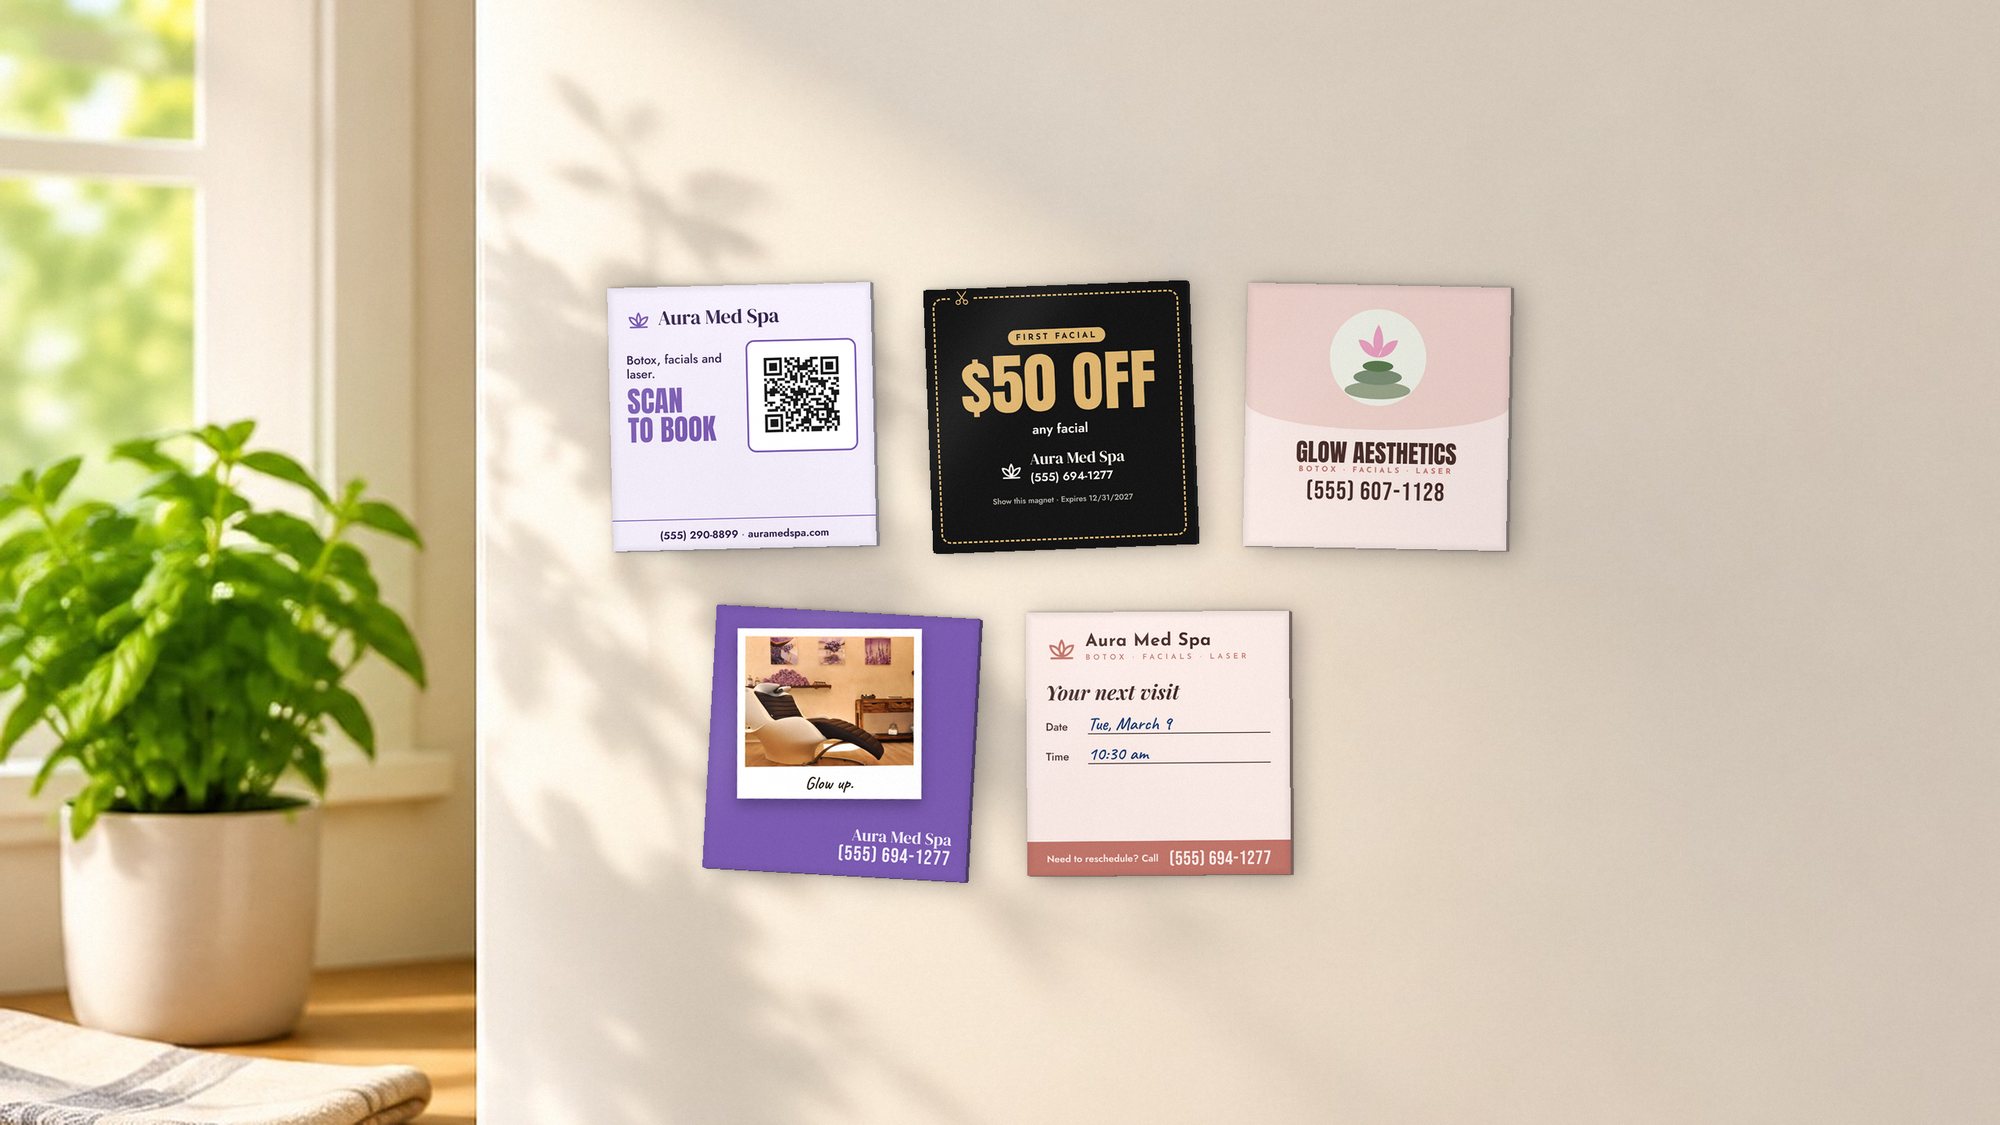 Aura Med Spa
Botox, facials and
laser.
SCAN
TO BOOK
(555) 290-8899 · auramedspa.com
FIRST FACIAL
$50 OFF
any facial
Aura Med Spa
(555) 694-1277
Show this magnet · Expires 12/31/2027
GLOW AESTHETICS
BOTOX · FACIALS · LASER
(555) 607-1128
Glow up.
Aura Med Spa
(555) 694-1277
Aura Med Spa
BOTOX · FACIALS · LASER
Your next visit
Date Tue, March 9
Time 10:30 am
Need to reschedule? Call (555) 694-1277